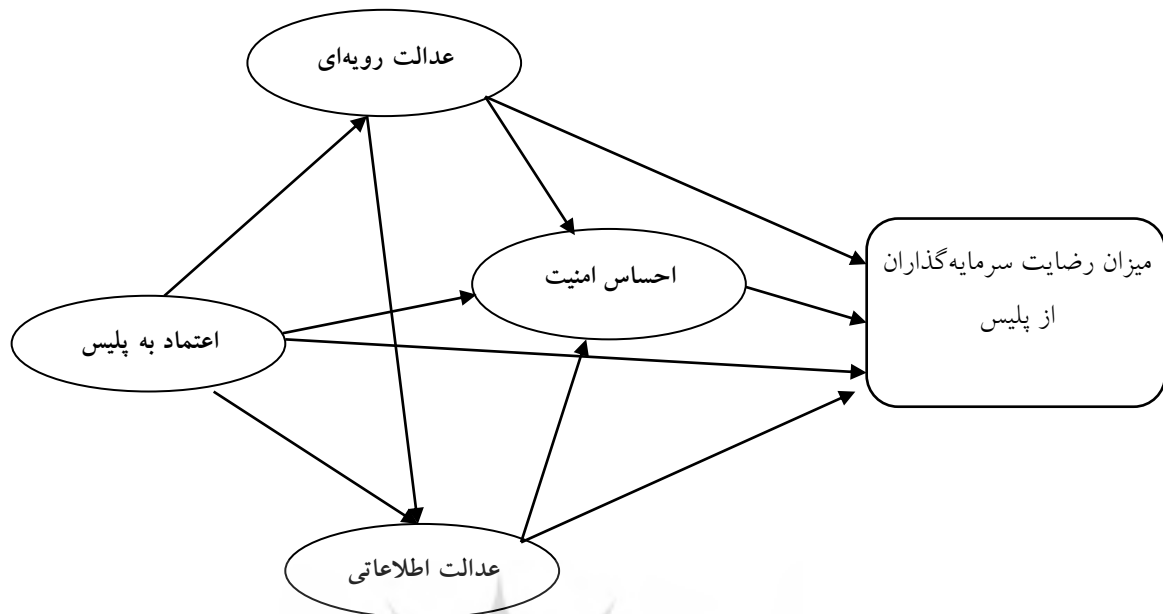 عدالت رویه‌ای
میزان رضایت سرمایه‌گذاران
از پلیس
احساس امنیت
اعتماد به پلیس
عدالت اطلاعاتی